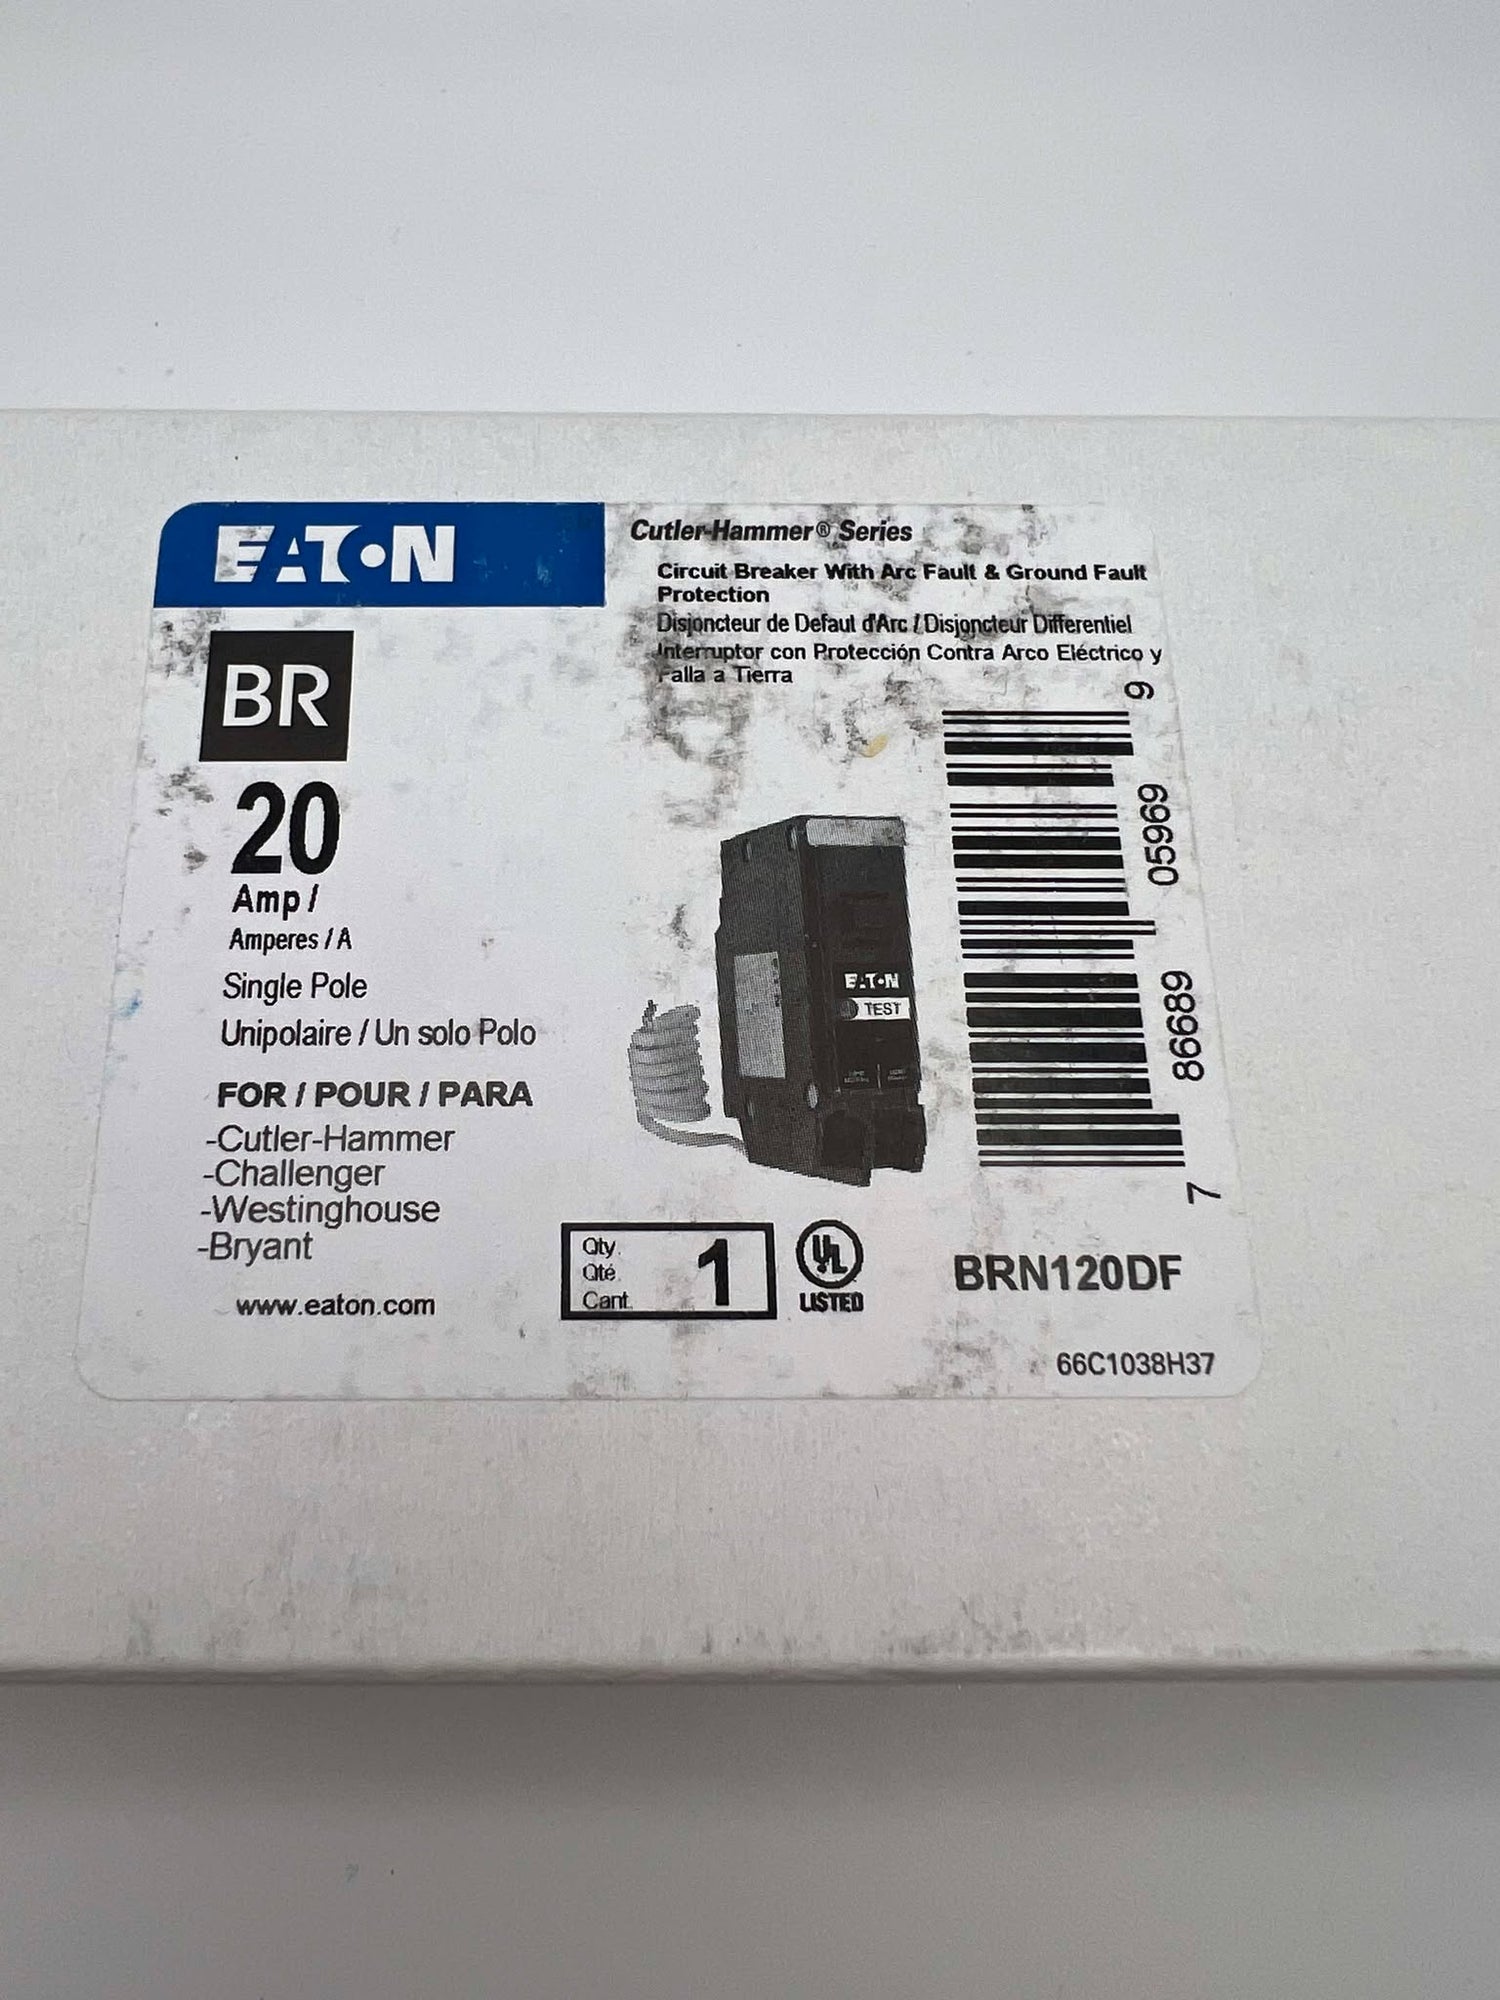 EATON
Cutler-Hammer® Series
Circuit Breaker With Arc Fault & Ground Fault
Protection
Disjoncteur de Defaut d'Arc / Disjoncteur Differentiel
Interruptor con Protección Contra Arco Eléctrico y
Falla a Tierra
BR
20
Amp /
Amperes / A
Single Pole
Unipolaire / Un solo Polo
FOR / POUR / PARA
-Cutler-Hammer
-Challenger
-Westinghouse
-Bryant
www.eaton.com
EATON
TEST
Qty.
Qté.
Cant.
1
UL
LISTED
7 86689 05969 9
BRN120DF
66C1038H37